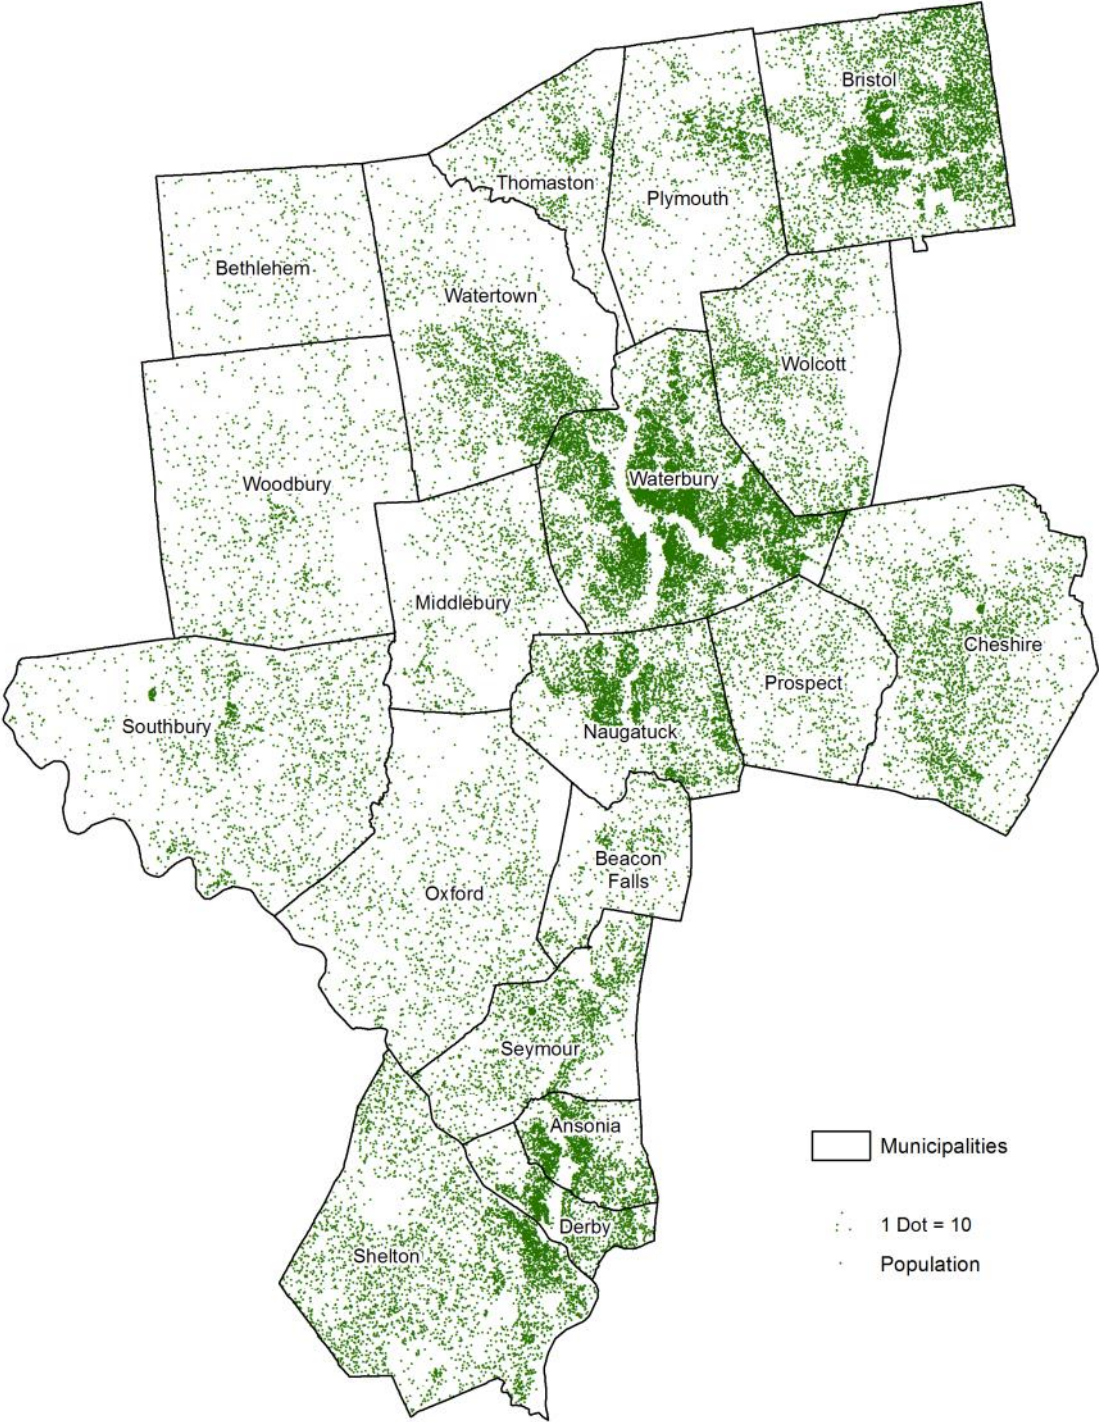 Bristol
Thomaston
Plymouth
Bethlehem
Watertown
Wolcott
Woodbury
Waterbury
Middlebury
Cheshire
Prospect
Southbury
Naugatuck
Beacon
Falls
Oxford
Seymour
Ansonia
Municipalities
Derby
1 Dot = 10
Shelton
Population